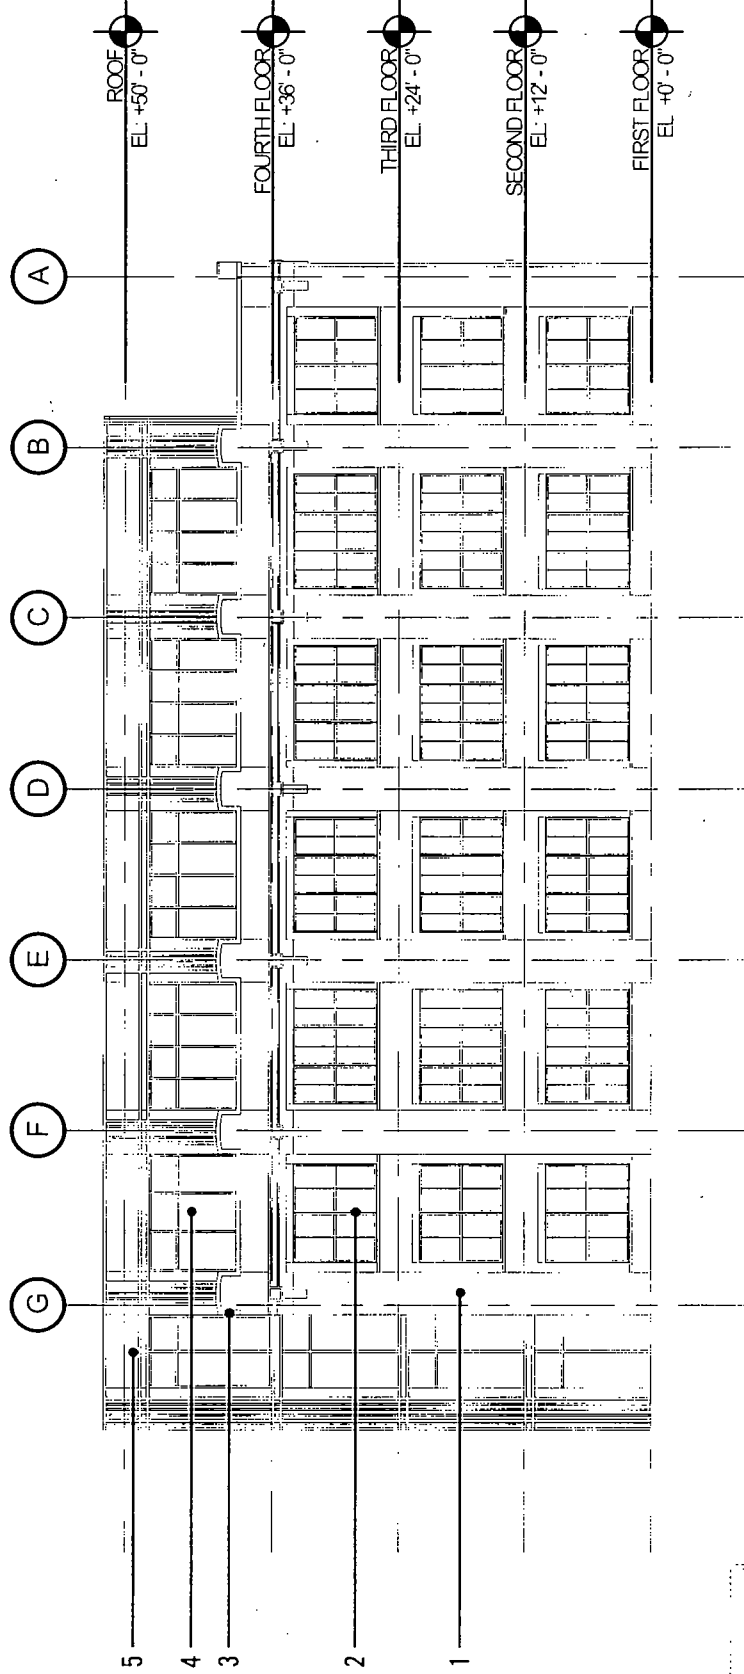 G
F
E
D
C
B
A
5
4
3
2
1
ROOF
EL: +50' - 0"
FOURTH FLOOR
EL: +36' - 0"
THIRD FLOOR
EL: +24' - 0"
SECOND FLOOR
EL: +12' - 0"
FIRST FLOOR
EL +0' - 0"